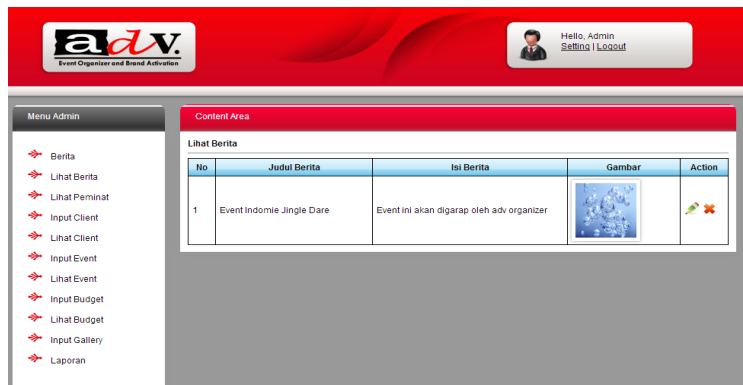 adv.
Event Organizer and Brand Activation
Hello, Admin
Setting | Logout
Menu Admin
Berita
Lihat Berita
Lihat Peminat
Input Client
Lihat Client
Input Event
Lihat Event
Input Budget
Lihat Budget
Input Gallery
Laporan
Content Area
Lihat Berita
No Judul Berita Isi Berita Gambar Action
1 Event Indomie Jingle Dare Event ini akan digarap oleh adv organizer